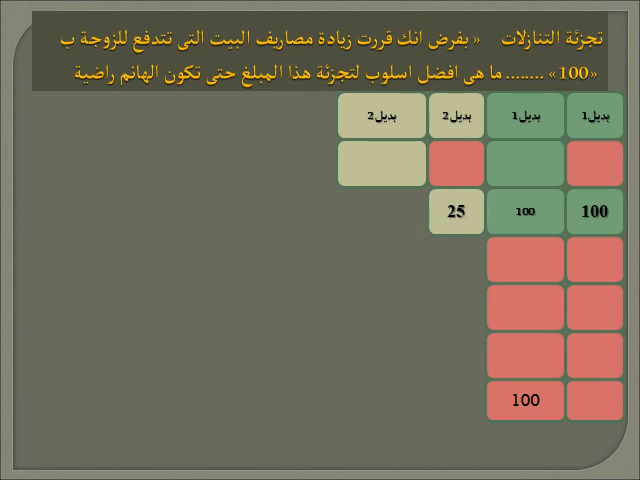 تجزئة التنازلات « بفرض انك قررت زيادة مصاريف البيت التى تتدفع للزوجة ب
«100» ........ ما هى افضل اسلوب لتجزئة هذا المبلغ حتى تكون الهانم راضية
بديل1 بديل1 بديل2 بديل2
100 100 25
100